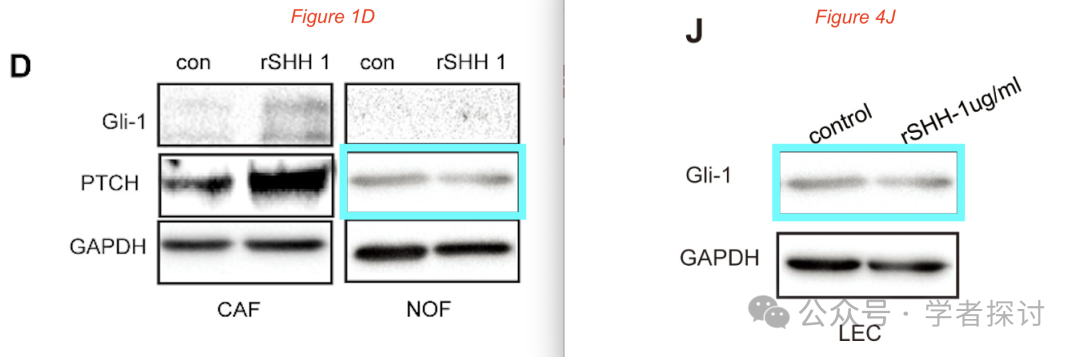 Figure 1D
D
con rSHH 1 con rSHH 1
Gli-1
PTCH
GAPDH
CAF NOF
Figure 4J
J
control rSHH-1ug/ml
Gli-1
GAPDH
LEC
公众号 · 学者探讨